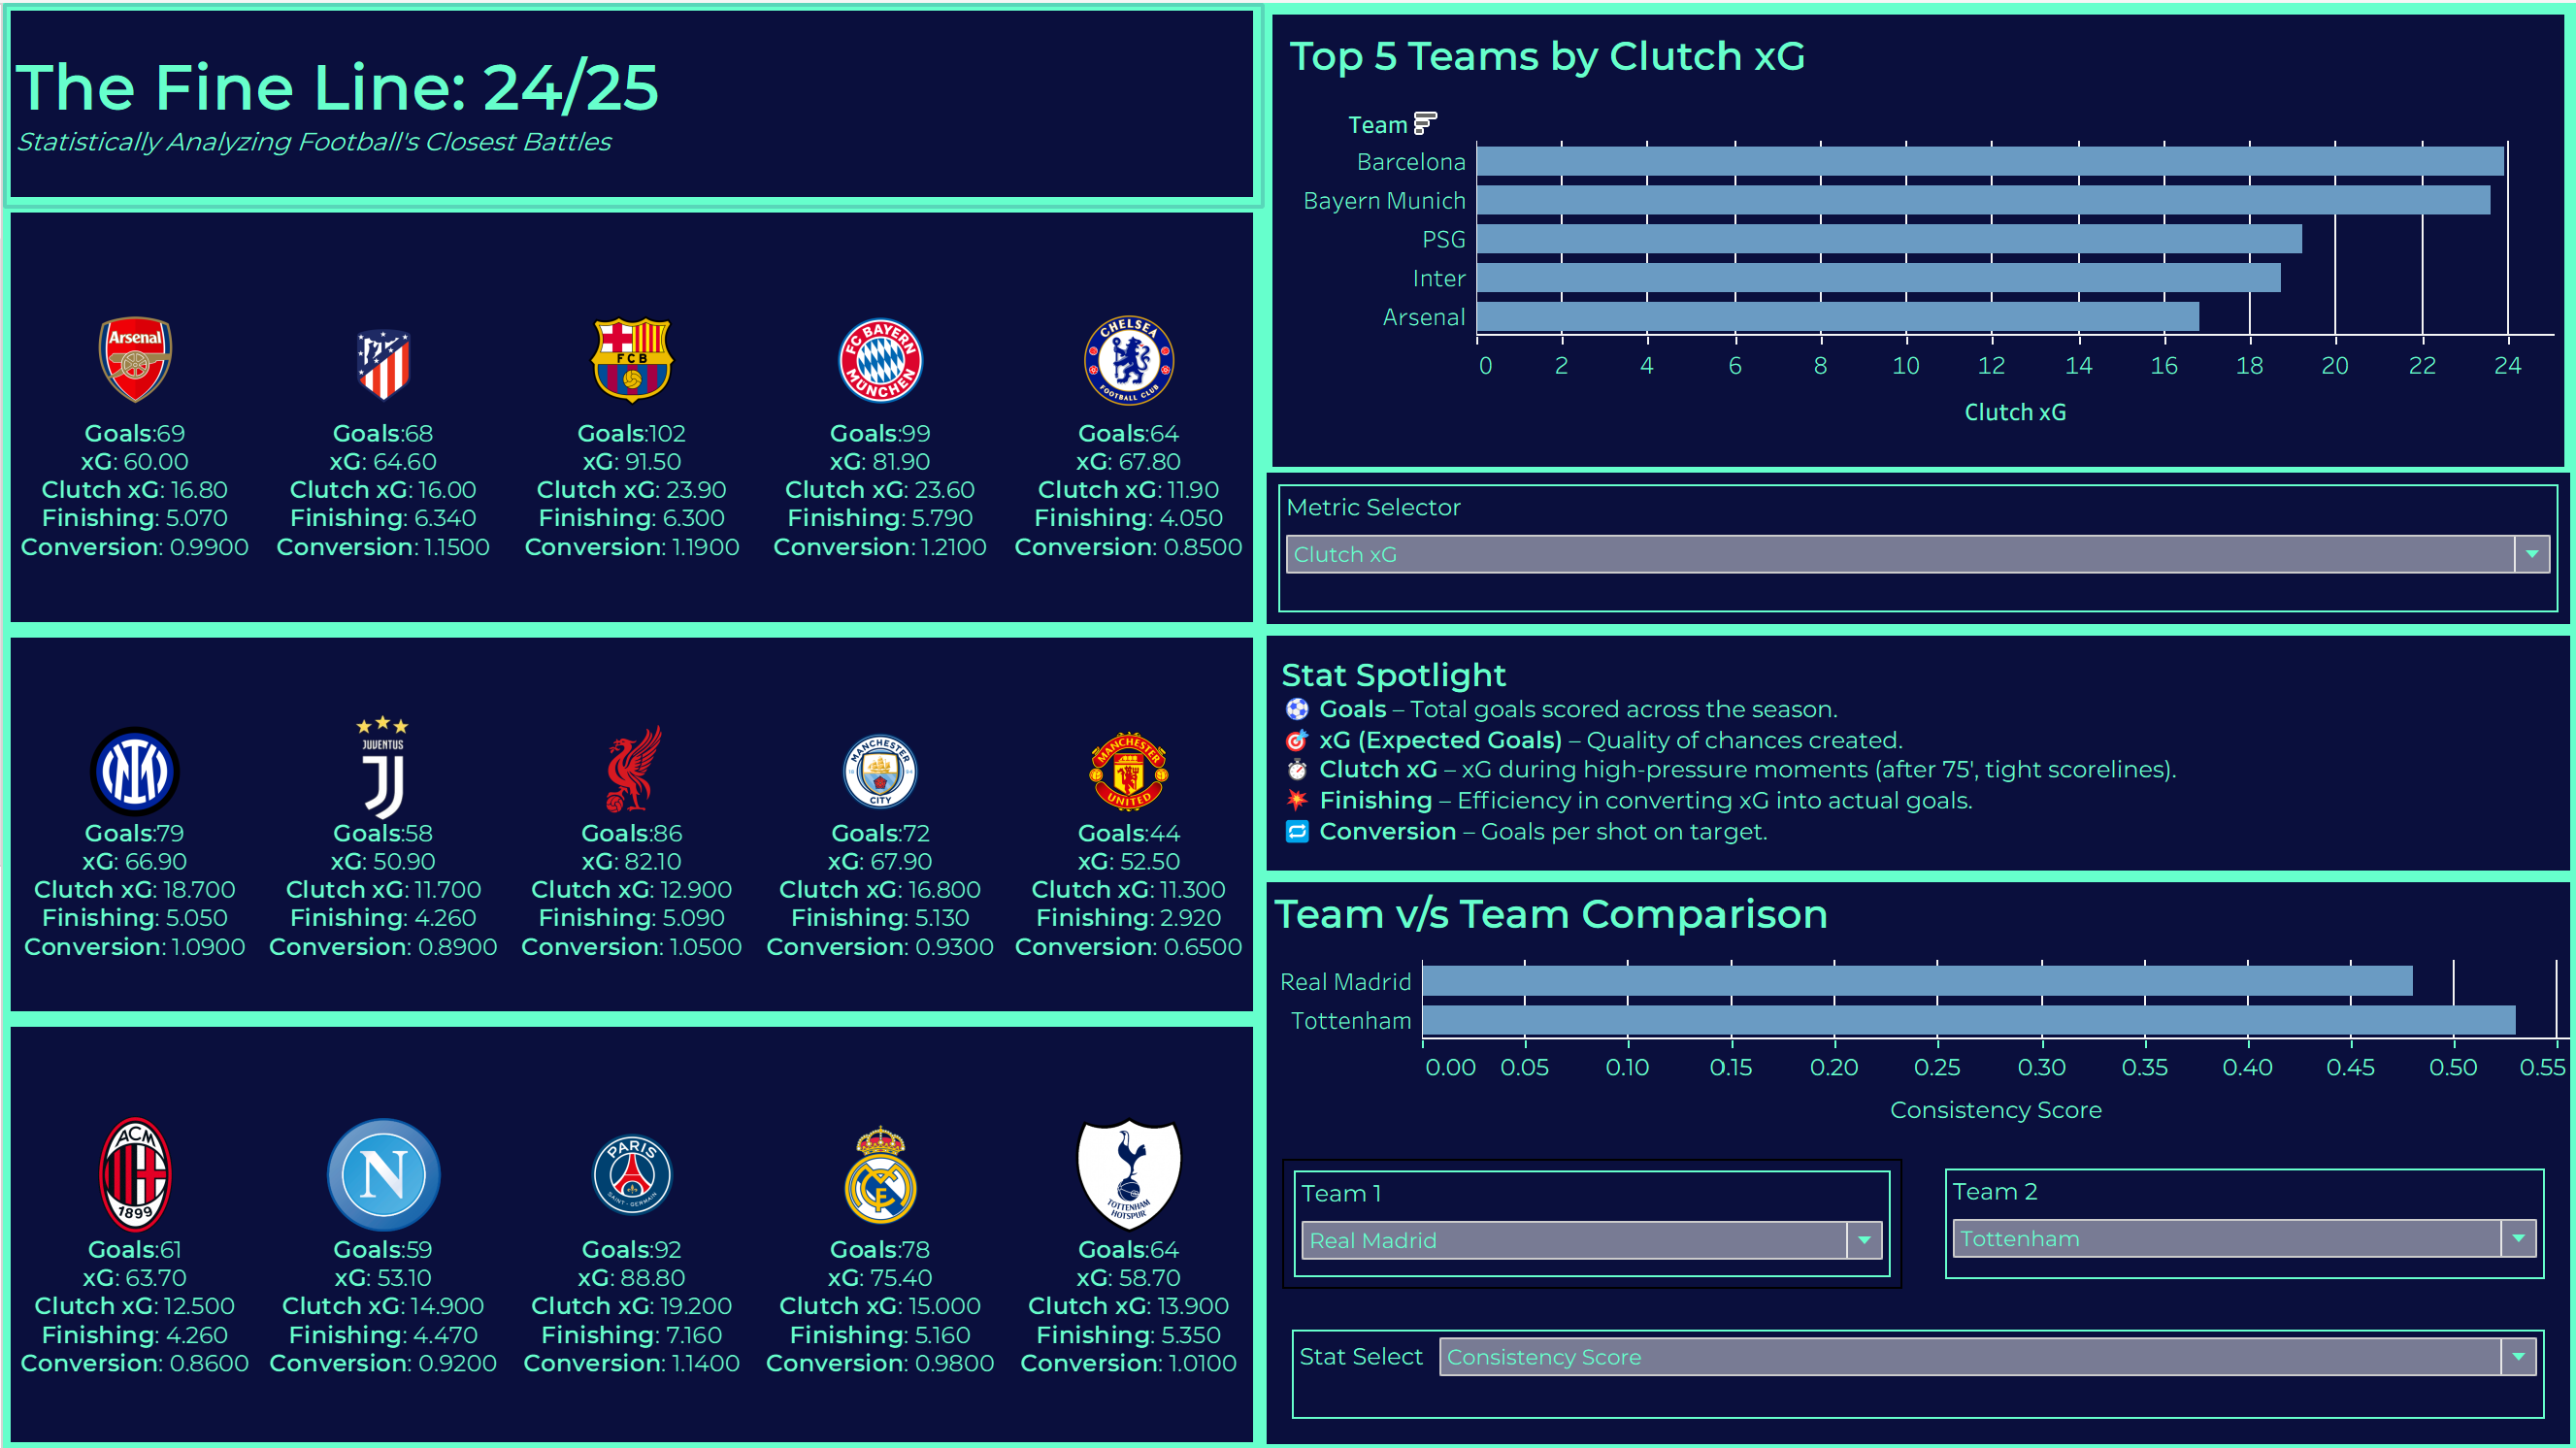 The Fine Line: 24/25
Statistically Analyzing Football's Closest Battles
Arsenal
FCB
FC BAYERN
MÜNCHEN
CHELSEA
FOOTBALL CLUB
Goals:69
xG: 60.00
Clutch xG: 16.80
Finishing: 5.070
Conversion: 0.9900
Goals:68
xG: 64.60
Clutch xG: 16.00
Finishing: 6.340
Conversion: 1.1500
Goals:102
xG: 91.50
Clutch xG: 23.90
Finishing: 6.300
Conversion: 1.1900
Goals:99
xG: 81.90
Clutch xG: 23.60
Finishing: 5.790
Conversion: 1.2100
Goals:64
xG: 67.80
Clutch xG: 11.90
Finishing: 4.050
Conversion: 0.8500
JUVENTUS
MANCHESTER
CITY
MANCHESTER
UNITED
Goals:79
xG: 66.90
Clutch xG: 18.700
Finishing: 5.050
Conversion: 1.0900
Goals:58
xG: 50.90
Clutch xG: 11.700
Finishing: 4.260
Conversion: 0.8900
Goals:86
xG: 82.10
Clutch xG: 12.900
Finishing: 5.090
Conversion: 1.0500
Goals:72
xG: 67.90
Clutch xG: 16.800
Finishing: 5.130
Conversion: 0.9300
Goals:44
xG: 52.50
Clutch xG: 11.300
Finishing: 2.920
Conversion: 0.6500
ACM
1899
N
PARIS
SAINT-GERMAIN
TOTTENHAM
HOTSPUR
Goals:61
xG: 63.70
Clutch xG: 12.500
Finishing: 4.260
Conversion: 0.8600
Goals:59
xG: 53.10
Clutch xG: 14.900
Finishing: 4.470
Conversion: 0.9200
Goals:92
xG: 88.80
Clutch xG: 19.200
Finishing: 7.160
Conversion: 1.1400
Goals:78
xG: 75.40
Clutch xG: 15.000
Finishing: 5.160
Conversion: 0.9800
Goals:64
xG: 58.70
Clutch xG: 13.900
Finishing: 5.350
Conversion: 1.0100
Top 5 Teams by Clutch xG
Team
Barcelona
Bayern Munich
PSG
Inter
Arsenal
0 2 4 6 8 10 12 14 16 18 20 22 24
Clutch xG
Metric Selector
Clutch xG
Stat Spotlight
Goals – Total goals scored across the season.
xG (Expected Goals) – Quality of chances created.
Clutch xG – xG during high-pressure moments (after 75', tight scorelines).
Finishing – Efficiency in converting xG into actual goals.
Conversion – Goals per shot on target.
Team v/s Team Comparison
Real Madrid
Tottenham
0.00 0.05 0.10 0.15 0.20 0.25 0.30 0.35 0.40 0.45 0.50 0.55
Consistency Score
Team 1
Real Madrid
Team 2
Tottenham
Stat Select
Consistency Score